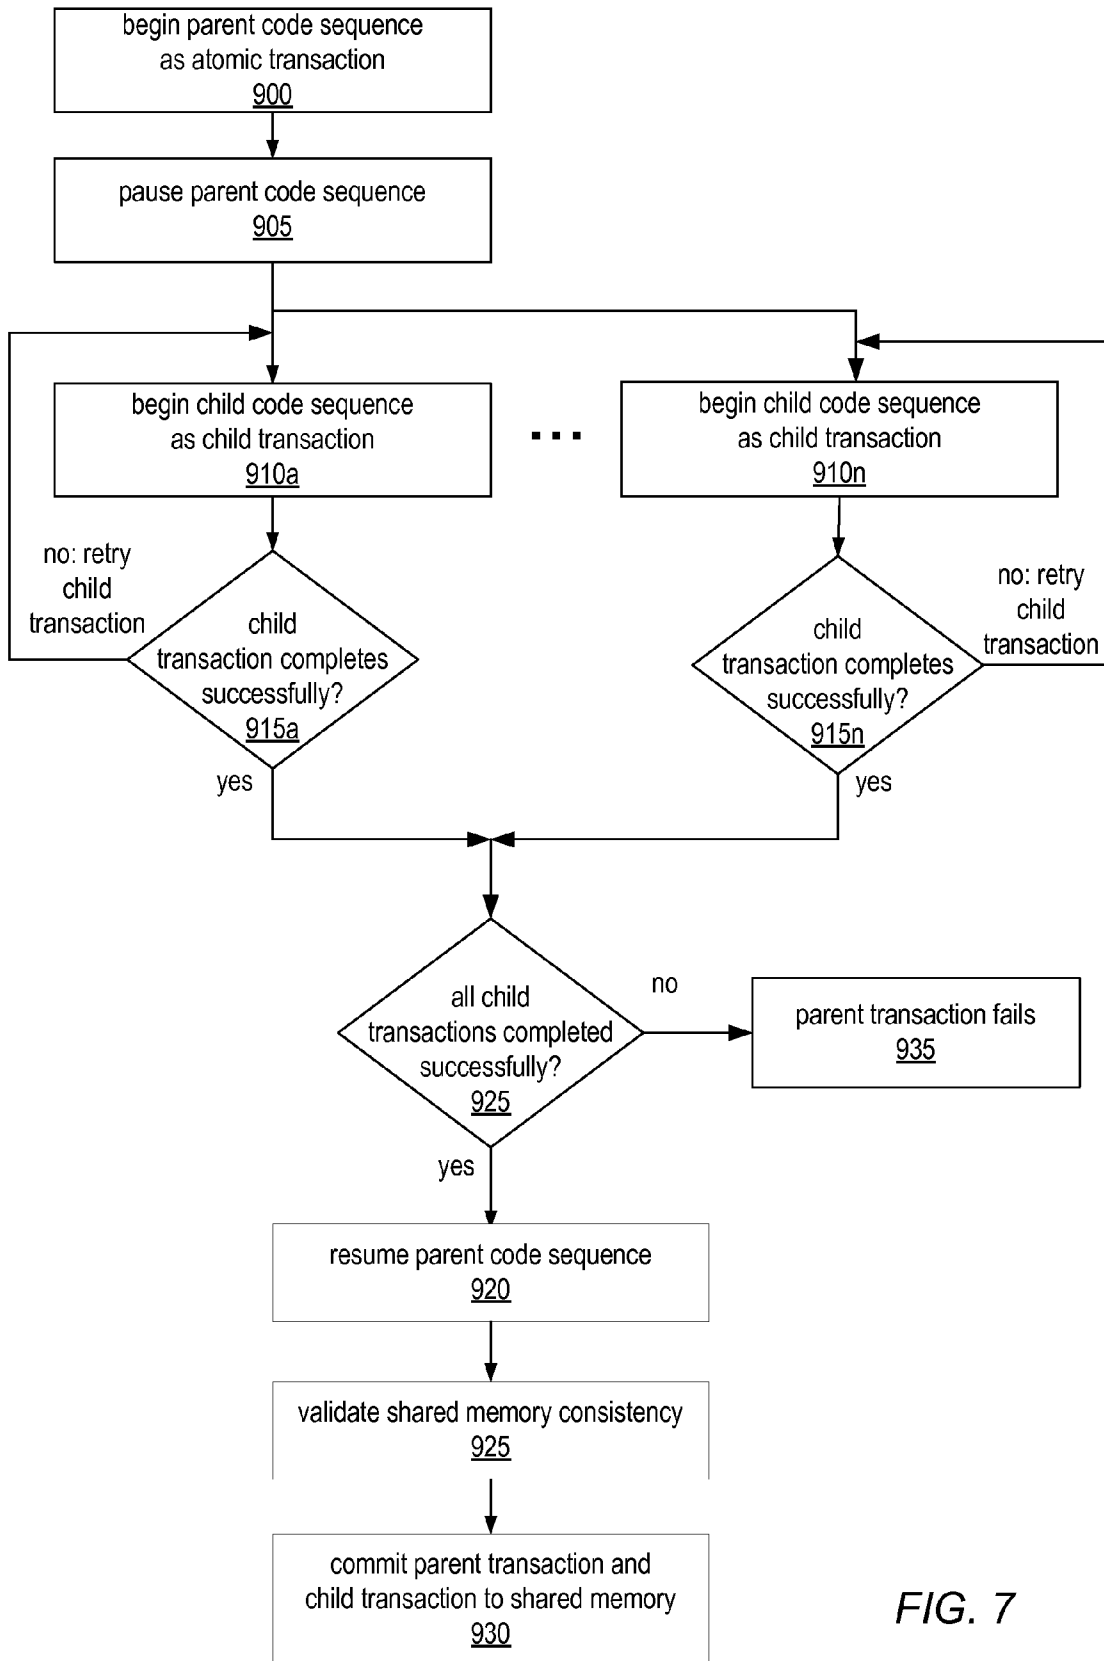 begin parent code sequence
as atomic transaction
900
pause parent code sequence
905
begin child code sequence
as child transaction
910a
...
begin child code sequence
as child transaction
910n
no: retry
child
transaction
child
transaction completes
successfully?
915a
yes
child
transaction completes
successfully?
915n
no: retry
child
transaction
yes
all child
transactions completed
successfully?
925
no
parent transaction fails
935
yes
resume parent code sequence
920
validate shared memory consistency
925
commit parent transaction and
child transaction to shared memory
930
FIG. 7